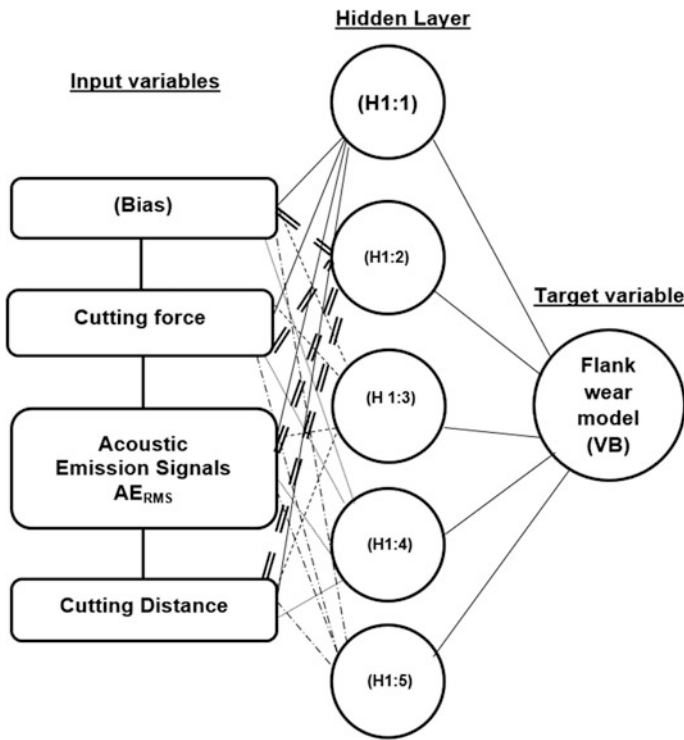 Hidden Layer
Input variables
(H1:1)
(Bias)
(H1:2)
Cutting force
Target variable
Flank
wear
model
(VB)
(H 1:3)
Acoustic
Emission Signals
AERMS
(H1:4)
Cutting Distance
(H1:5)